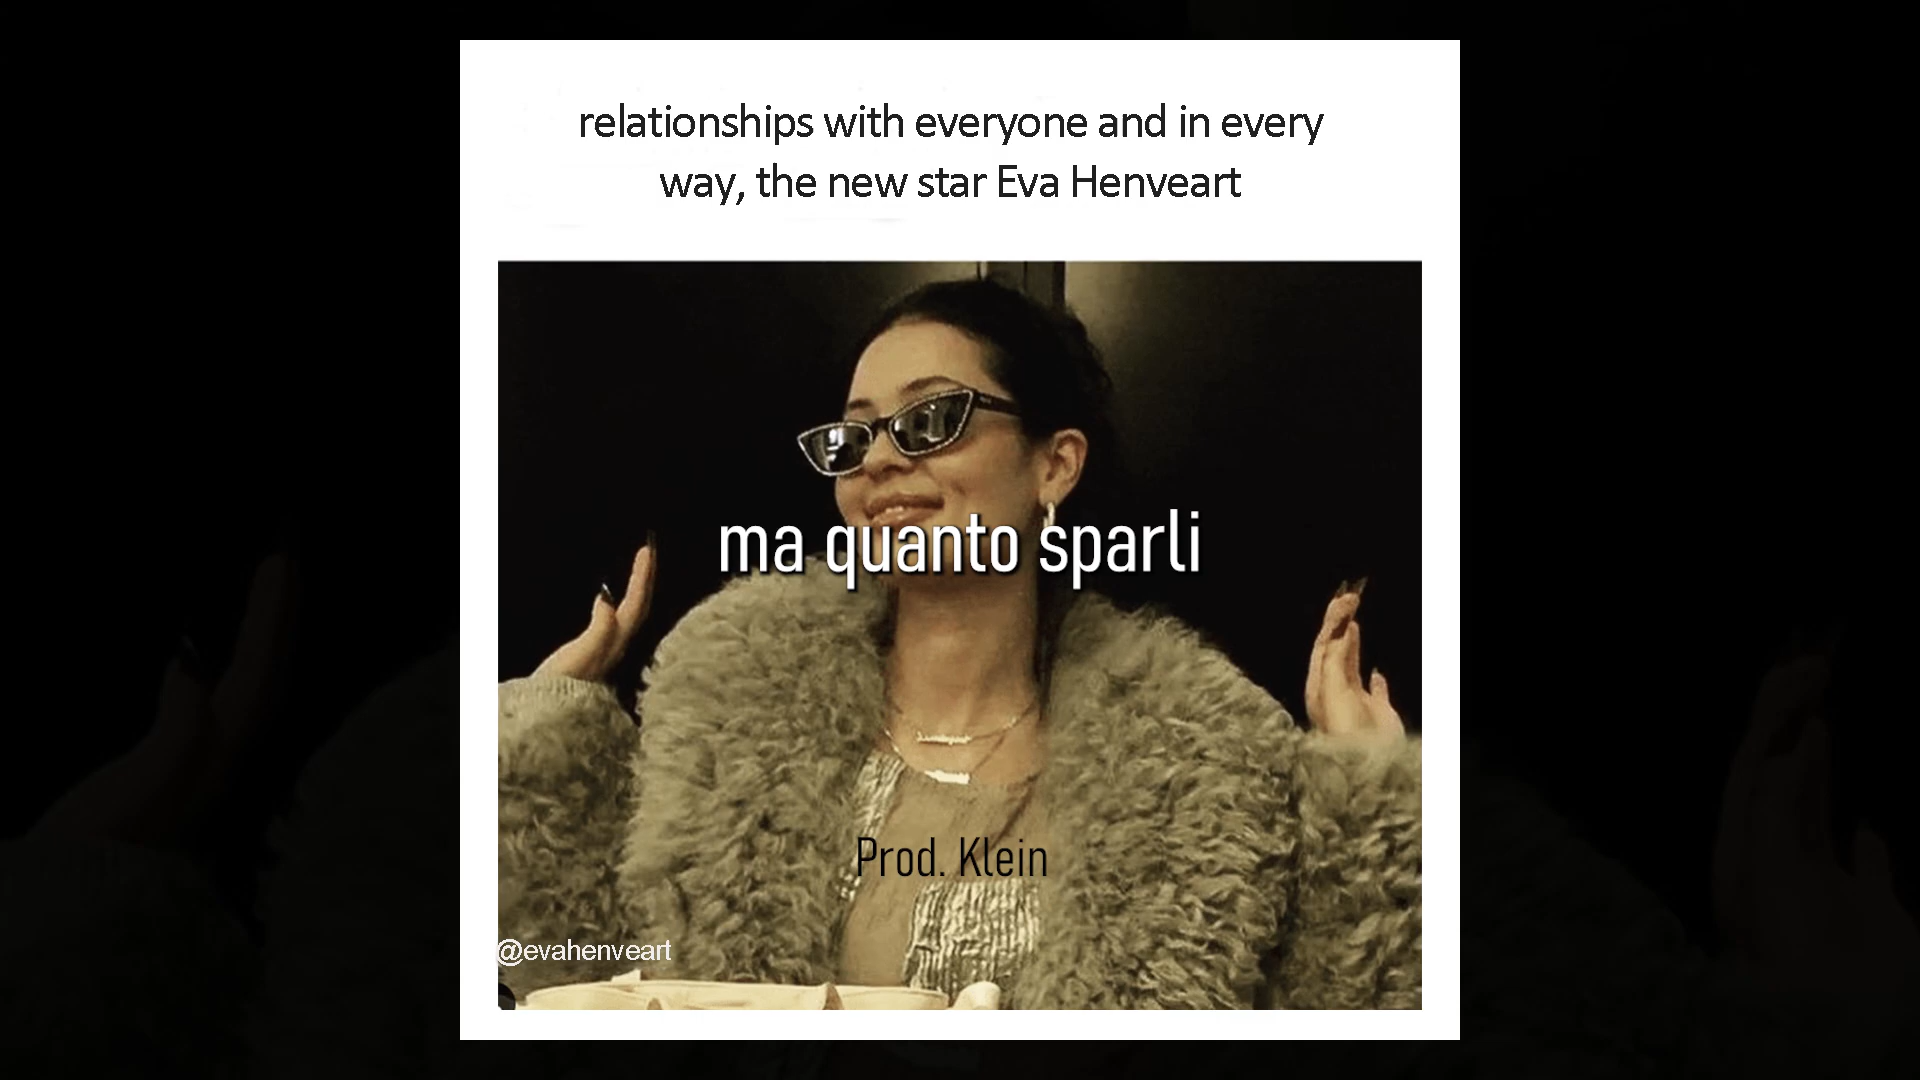 relationships with everyone and in every
way, the new star Eva Henveart
ma quanto sparli
Prod. Klein
@evahenveart